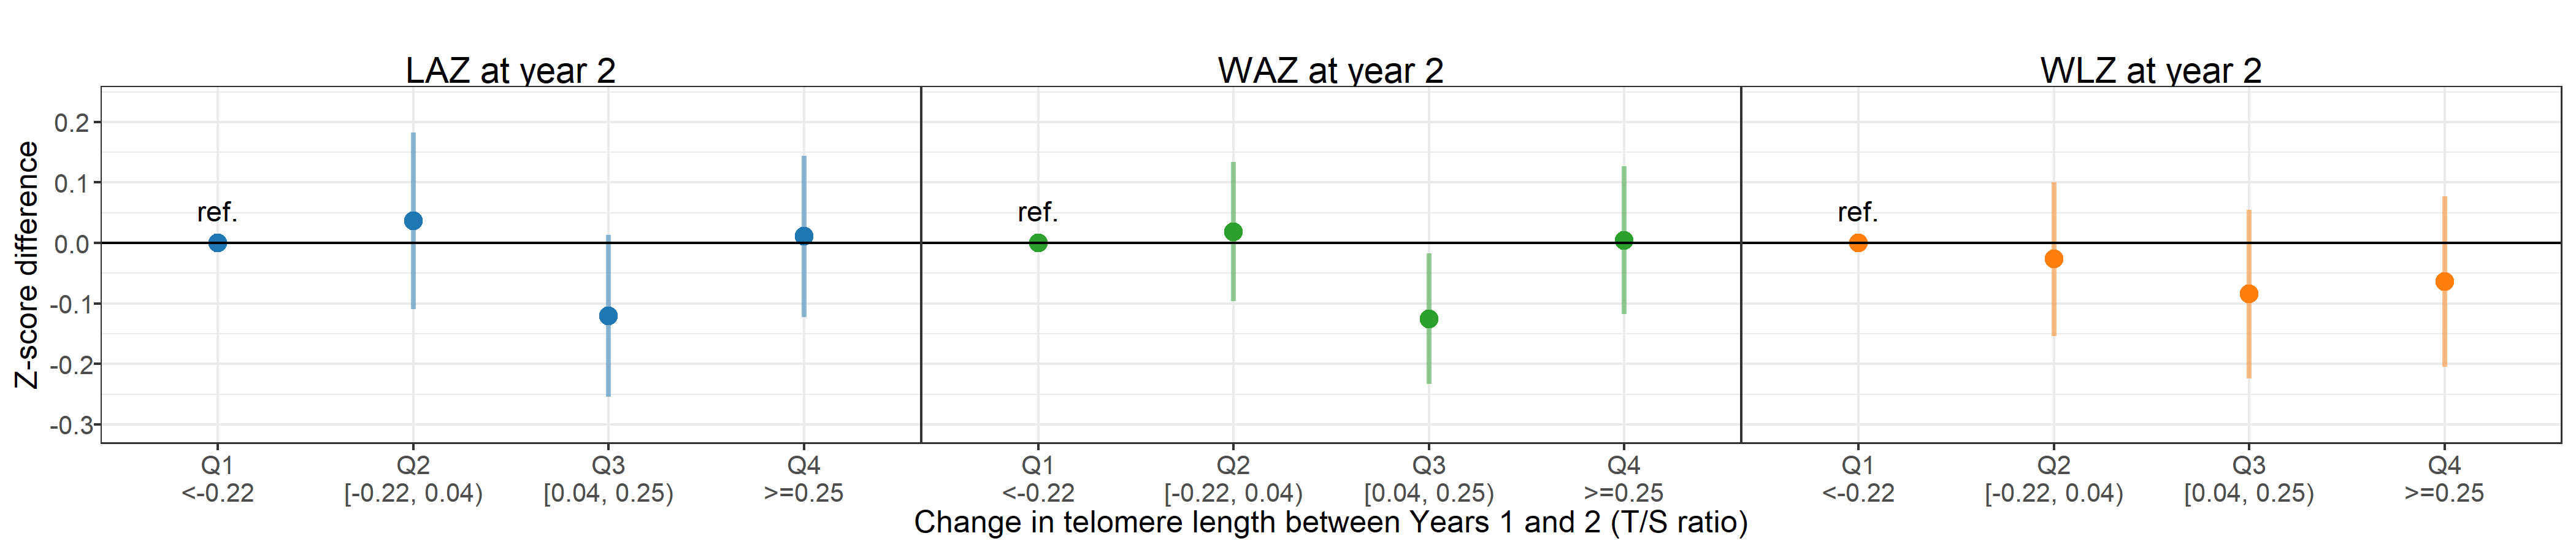 LAZ at year 2 WAZ at year 2 WLZ at year 2
Z-score difference
0.2
0.1
0.0
-0.1
-0.2
-0.3
ref. ref. ref.
Q1 Q2 Q3 Q4 Q1 Q2 Q3 Q4 Q1 Q2 Q3 Q4
<-0.22 [-0.22, 0.04) [0.04, 0.25) >=0.25 <-0.22 [-0.22, 0.04) [0.04, 0.25) >=0.25 <-0.22 [-0.22, 0.04) [0.04, 0.25) >=0.25
Change in telomere length between Years 1 and 2 (T/S ratio)